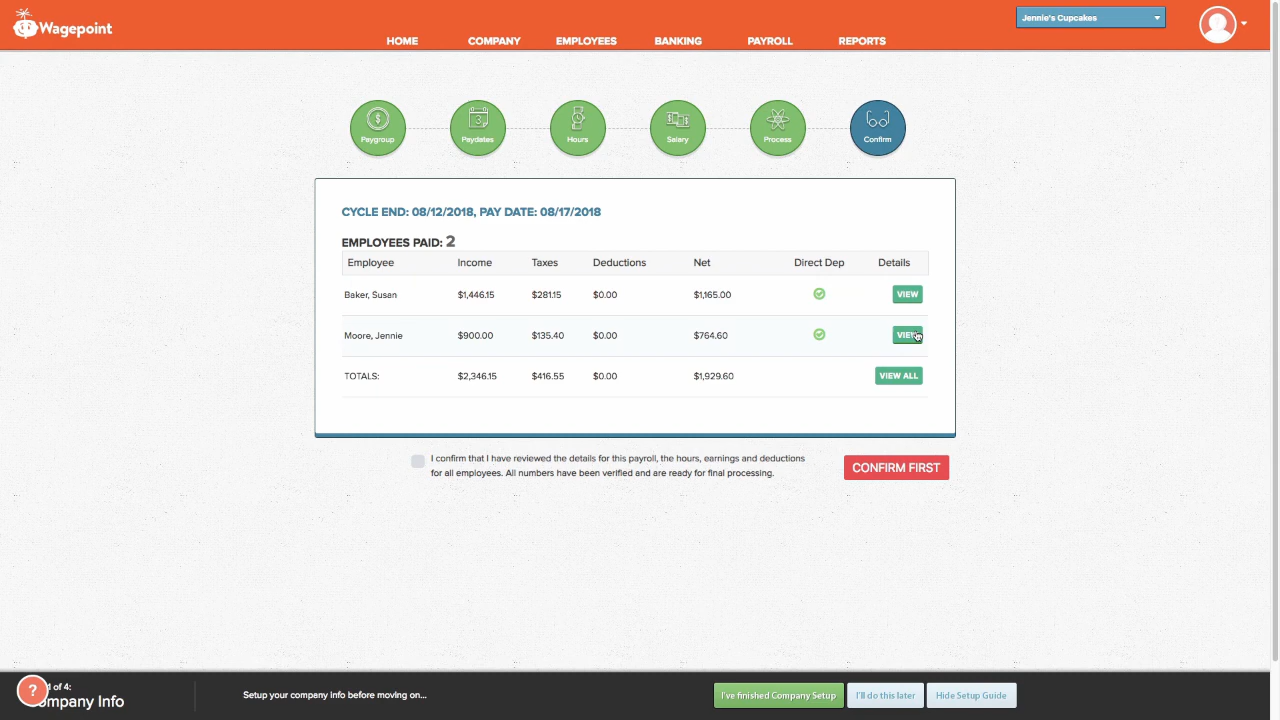 Wagepoint
Jennie's Cupcakes
HOME COMPANY EMPLOYEES BANKING PAYROLL REPORTS
Paygroup Paydates Hours Salary Process Confirm
CYCLE END: 08/12/2018, PAY DATE: 08/17/2018
EMPLOYEES PAID: 2
Employee Income Taxes Deductions Net Direct Dep Details
Baker, Susan $1,446.15 $281.15 $0.00 $1,165.00 VIEW
Moore, Jennie $900.00 $135.40 $0.00 $764.60 VIEW
TOTALS: $2,346.15 $416.55 $0.00 $1,929.60 VIEW ALL
I confirm that I have reviewed the details for this payroll, the hours, earnings and deductions
for all employees. All numbers have been verified and are ready for final processing.
CONFIRM FIRST
? 1 of 4:
ompany Info
Setup your company info before moving on...
I've finished Company Setup I'll do this later Hide Setup Guide